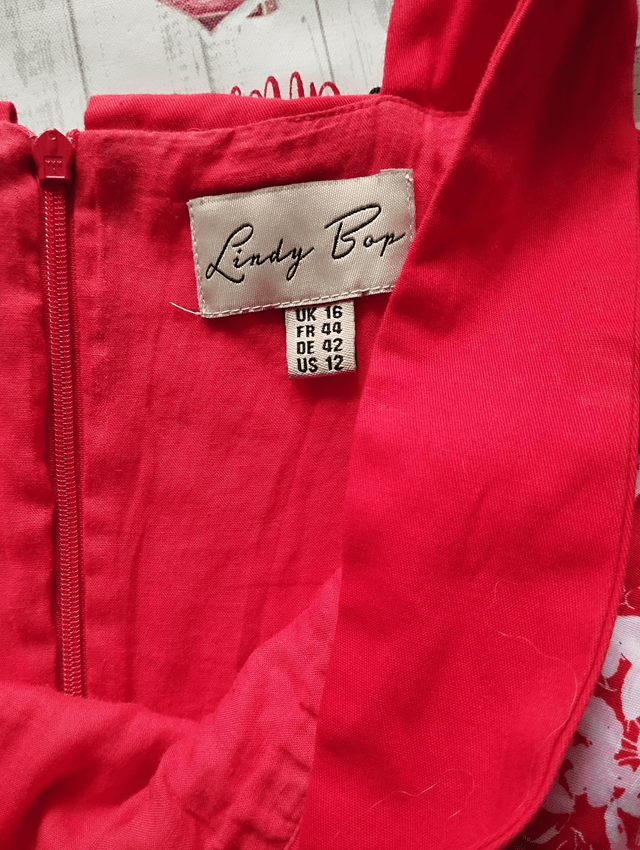 Lindy Bop
UK 16
FR 44
DE 42
US 12